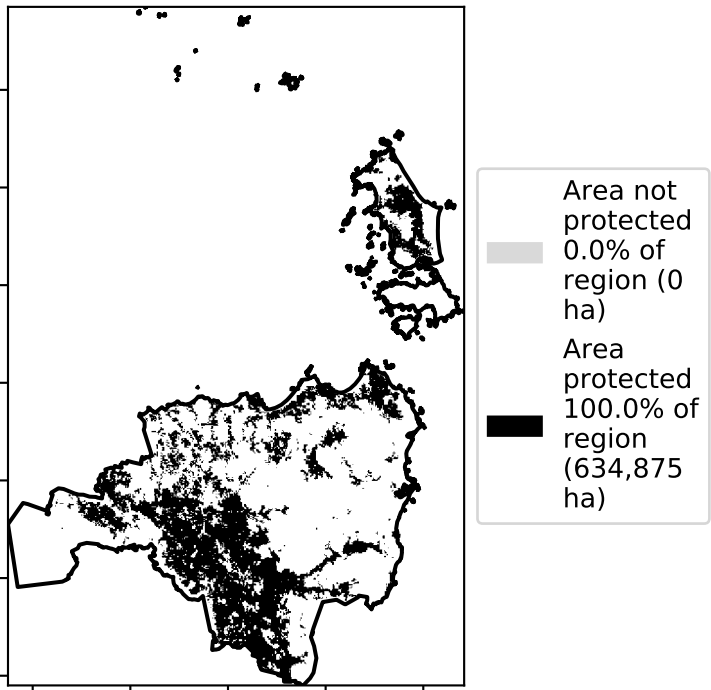 Area not
protected
0.0% of
region (0
ha)
Area
protected
100.0% of
region
(634,875
ha)